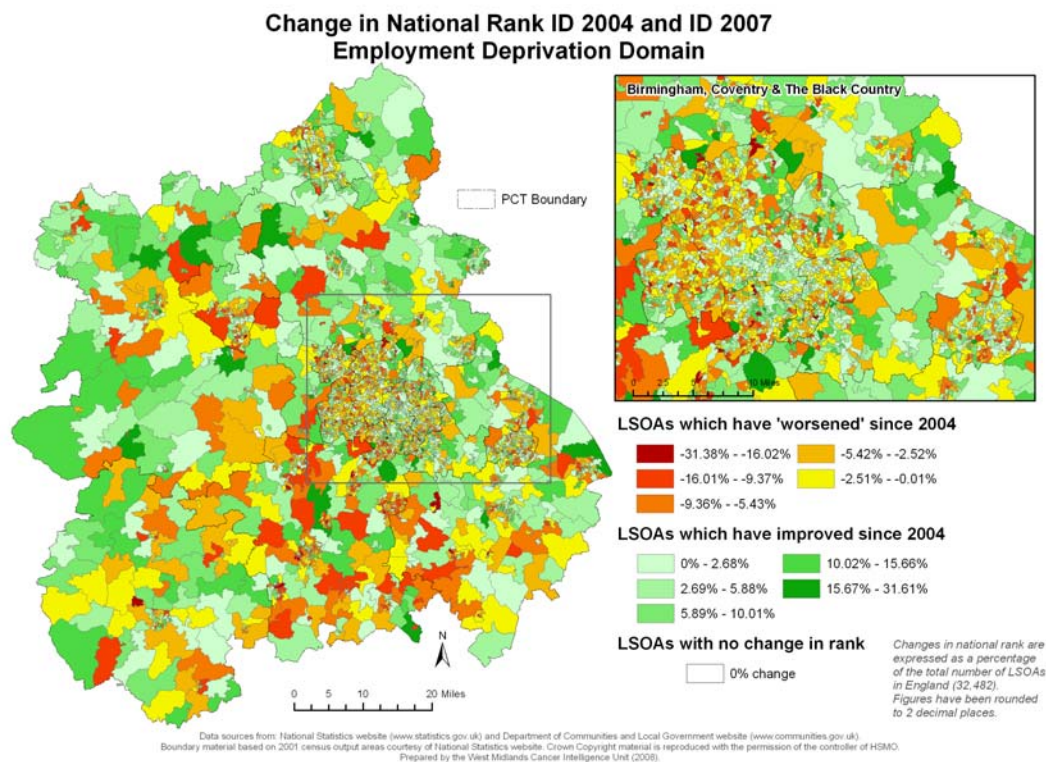 Change in National Rank ID 2004 and ID 2007
Employment Deprivation Domain
Birmingham, Coventry & The Black Country
PCT Boundary
0 2.5 5 10 Miles
LSOAs which have 'worsened' since 2004
-31.38% - -16.02%
-5.42% - -2.52%
-16.01% - -9.37%
-2.51% - -0.01%
-9.36% - -5.43%
LSOAs which have improved since 2004
0% - 2.68%
10.02% - 15.66%
2.69% - 5.88%
15.67% - 31.61%
5.89% - 10.01%
LSOAs with no change in rank
0% change
Changes in national rank are
expressed as a percentage
of the total number of LSOAs
in England (32,482).
Figures have been rounded
to 2 decimal places.
N
0 5 10 20 Miles
Data sources from: National Statistics website (www.statistics.gov.uk) and Department of Communities and Local Government website (www.communities.gov.uk).
Boundary material based on 2001 census output areas courtesy of National Statistics website. Crown Copyright material is reproduced with the permission of the controller of HSMO.
Prepared by the West Midlands Cancer Intelligence Unit (2008).